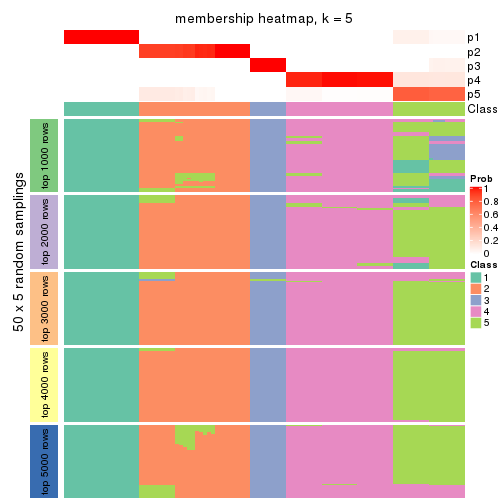 membership heatmap, k = 5
p1
p2
p3
p4
p5
Class
50 x 5 random samplings
top 1000 rows
top 2000 rows
top 3000 rows
top 4000 rows
top 5000 rows
Prob
1
0.8
0.6
0.4
0.2
0
Class
1
2
3
4
5